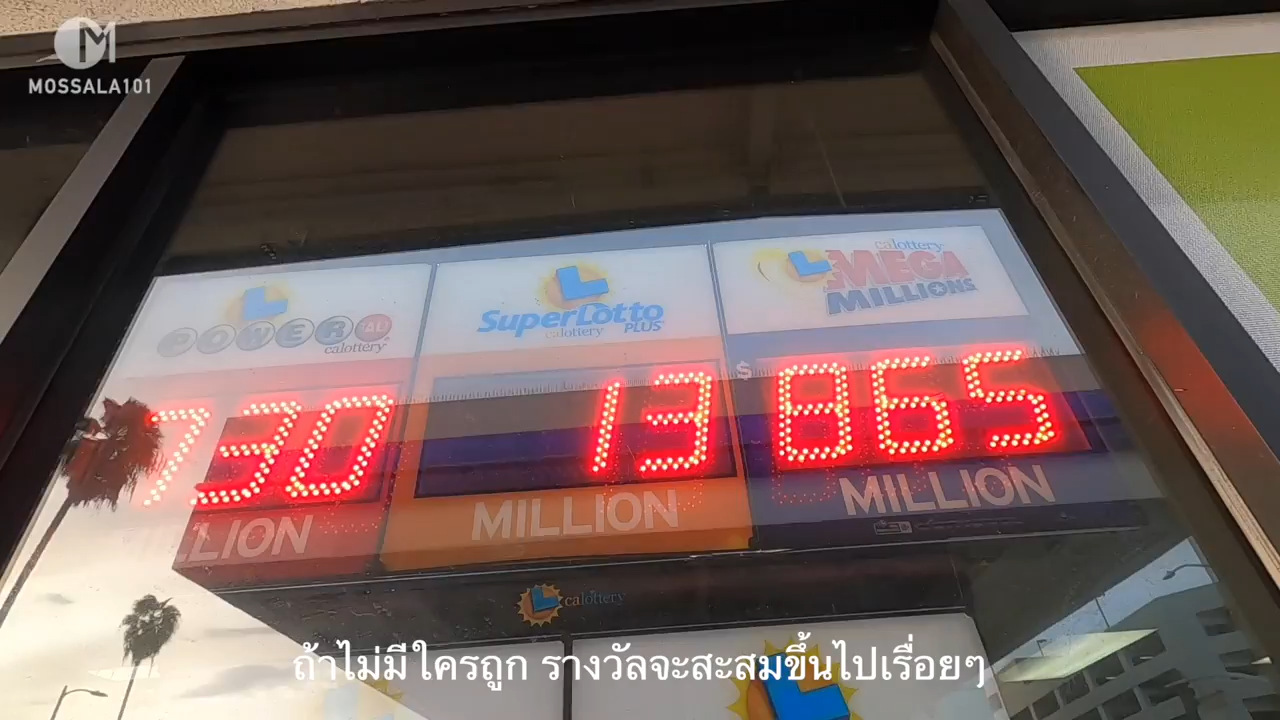 M
MOSSALA101
POWERBALL
calottery
730
LLION
SuperLotto
PLUS
calottery
13
MILLION
calottery
MEGA
MILLIONS
$
865
MILLION
calottery
ถ้าไม่มีใครถูก รางวัลจะสะสมขึ้นไปเรื่อยๆ